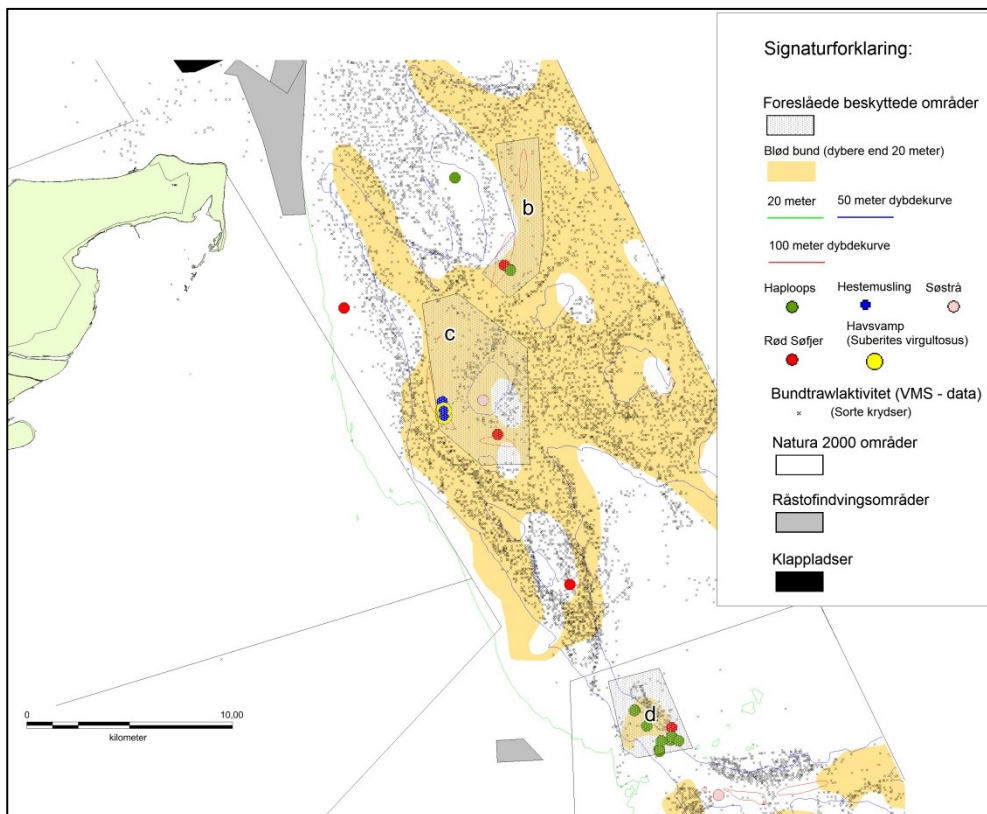 Signaturforklaring:
Foreslåede beskyttede områder
Blød bund (dybere end 20 meter)
20 meter 50 meter dybdekurve
100 meter dybdekurve
Haploops Hestemusling Søstrå
Rød Søfjer Havsvamp
(Suberites virgultosus)
Bundtrawlaktivitet (VMS - data)
(Sorte krydser)
Natura 2000 områder
Råstofindvingsområder
Klappladser
b
c
d
0 10,00
kilometer